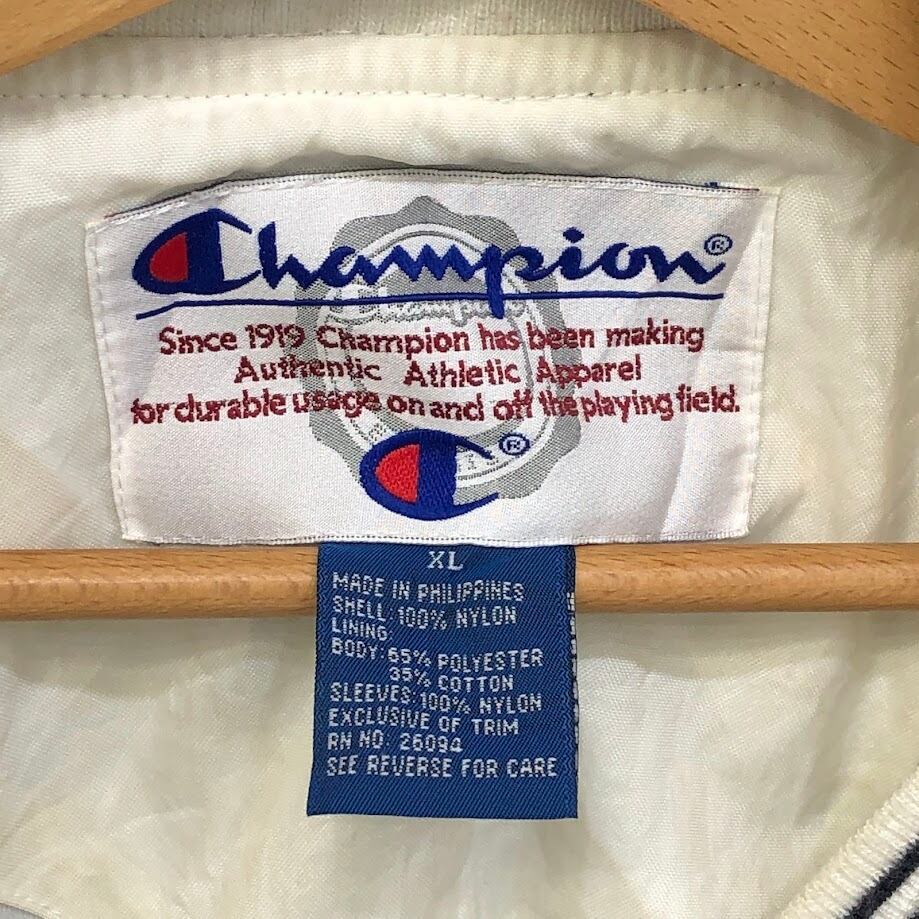 Champion®
Since 1919 Champion has been making
Authentic Athletic Apparel
for durable usage on and off the playing field.
®
XL
MADE IN PHILIPPINES
SHELL: 100% NYLON
LINING:
BODY: 65% POLYESTER
35% COTTON
SLEEVES: 100% NYLON
EXCLUSIVE OF TRIM
RN NO. 26094
SEE REVERSE FOR CARE